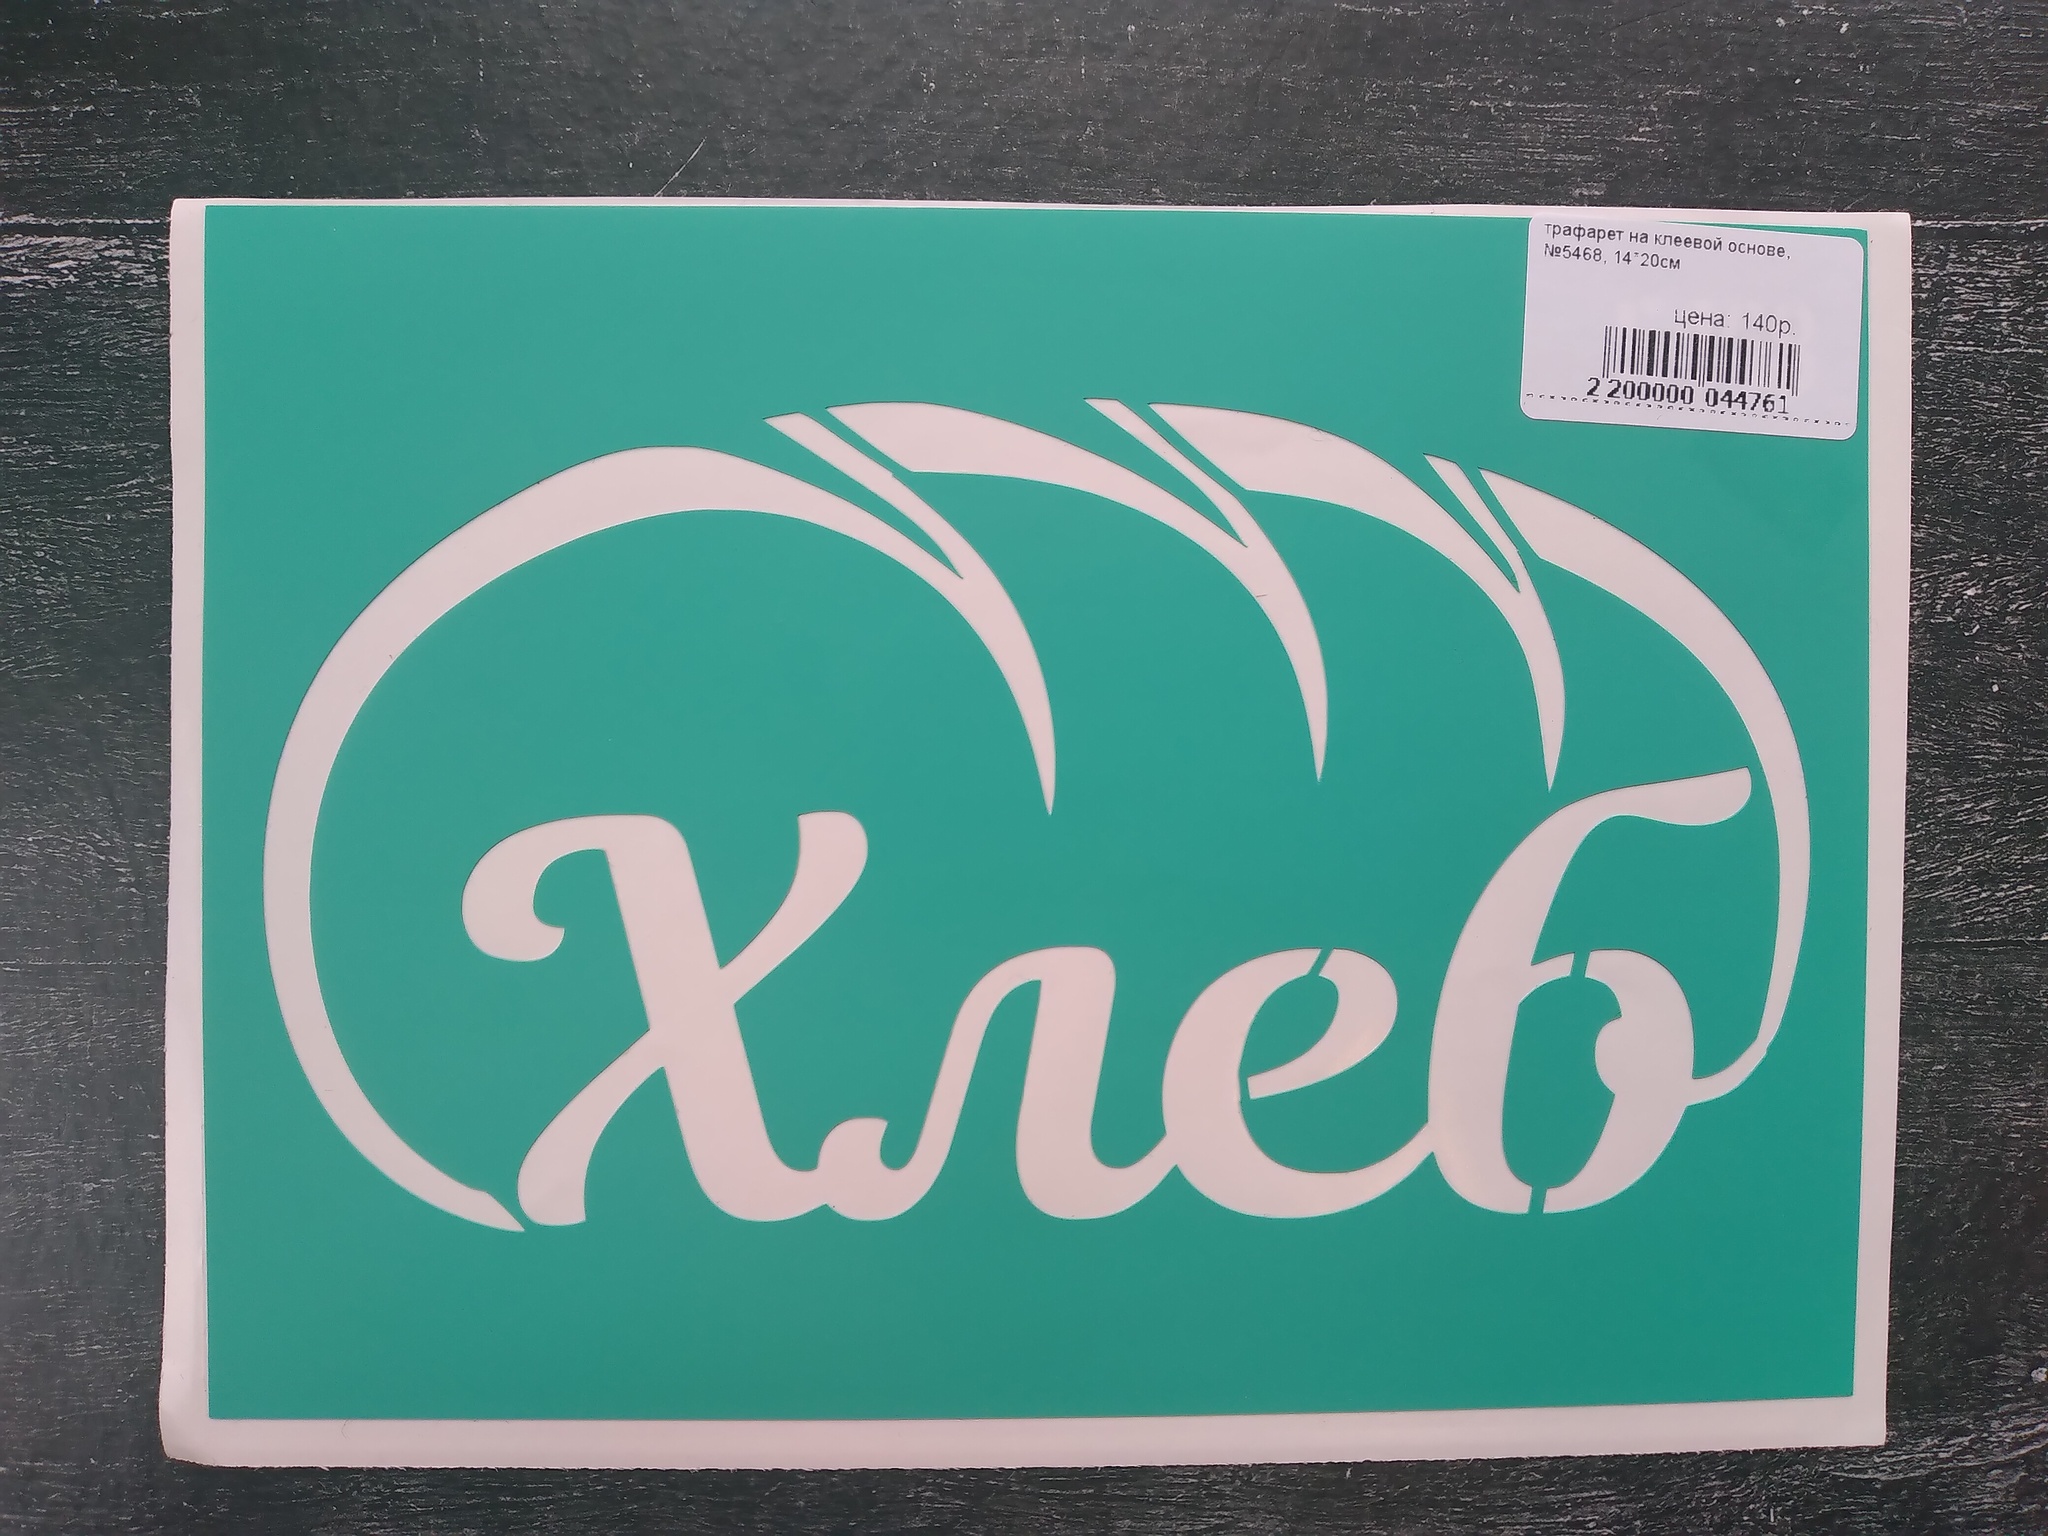 трафарет на клеевой основе,
№5468, 14*20см
цена: 140р.
2 200000 044761
Хлеб